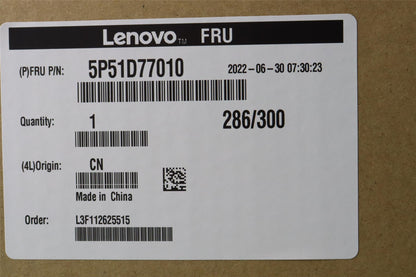 Lenovo™ FRU
(P)FRU P/N: 5P51D77010 2022-06-30 07:30:23
Quantity: 1 286/300
(4L)Origin: CN
Made in China
Order: L3F112625515